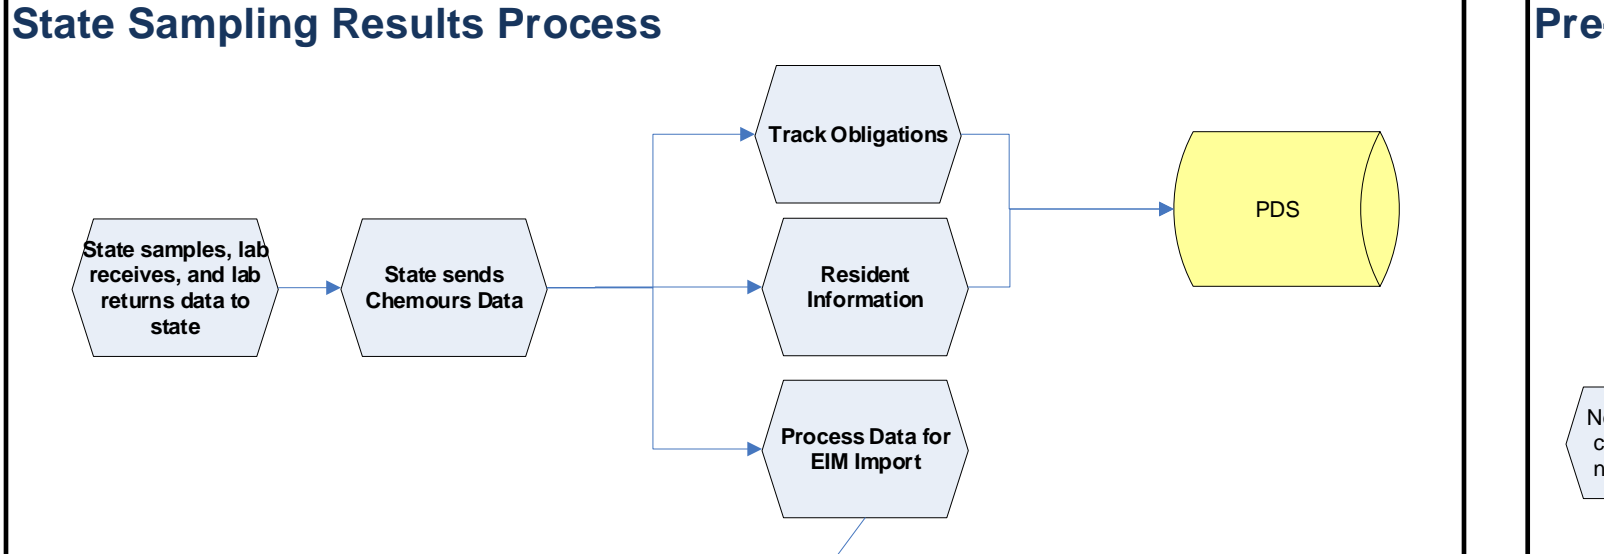 State Sampling Results Process
Pre
Track Obligations
PDS
State samples, lab
receives, and lab
returns data to
state
State sends
Chemours Data
Resident
Information
Process Data for
EIM Import